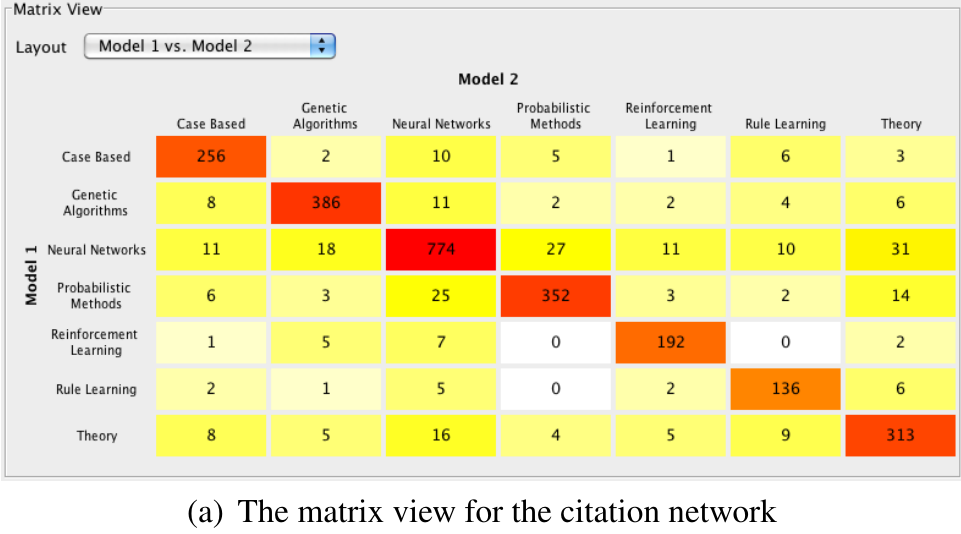 Matrix View
Layout Model 1 vs. Model 2
Model 2
Case Based Genetic Algorithms Neural Networks Probabilistic Methods Reinforcement Learning Rule Learning Theory
Model 1
Case Based 256 2 10 5 1 6 3
Genetic Algorithms 8 386 11 2 2 4 6
Neural Networks 11 18 774 27 11 10 31
Probabilistic Methods 6 3 25 352 3 2 14
Reinforcement Learning 1 5 7 0 192 0 2
Rule Learning 2 1 5 0 2 136 6
Theory 8 5 16 4 5 9 313
(a) The matrix view for the citation network